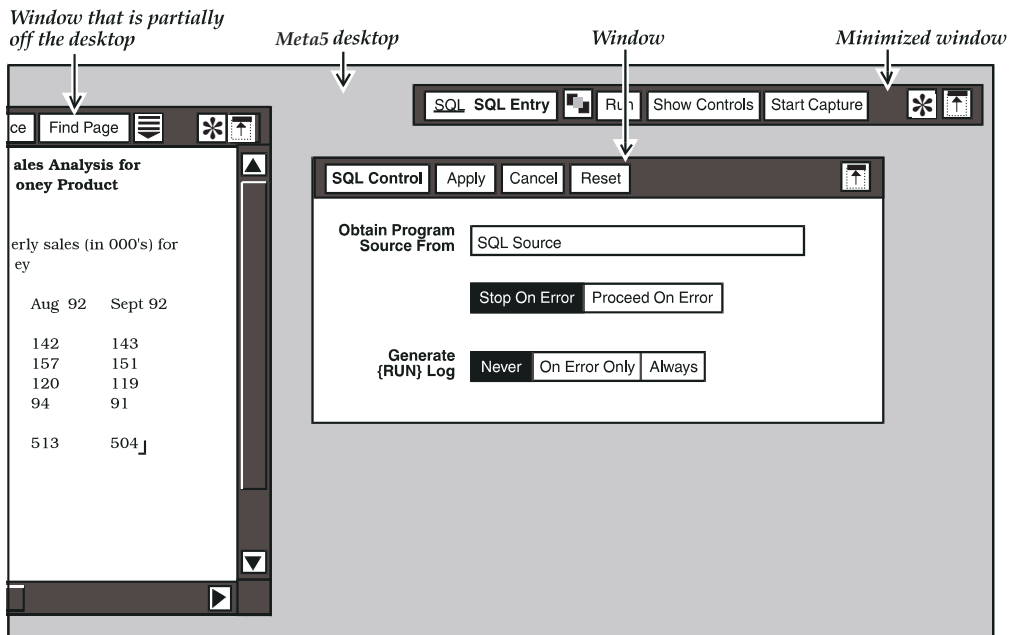 Window that is partially
off the desktop
Meta5 desktop
Window
Minimized window
SQL SQL Entry Run Show Controls Start Capture
ce Find Page
ales Analysis for
oney Product
erly sales (in 000's) for
ey
Aug 92 Sept 92
142 143
157 151
120 119
94 91
513 504
SQL Control Apply Cancel Reset
Obtain Program
Source From
SQL Source
Stop On Error Proceed On Error
Generate
{RUN} Log
Never On Error Only Always